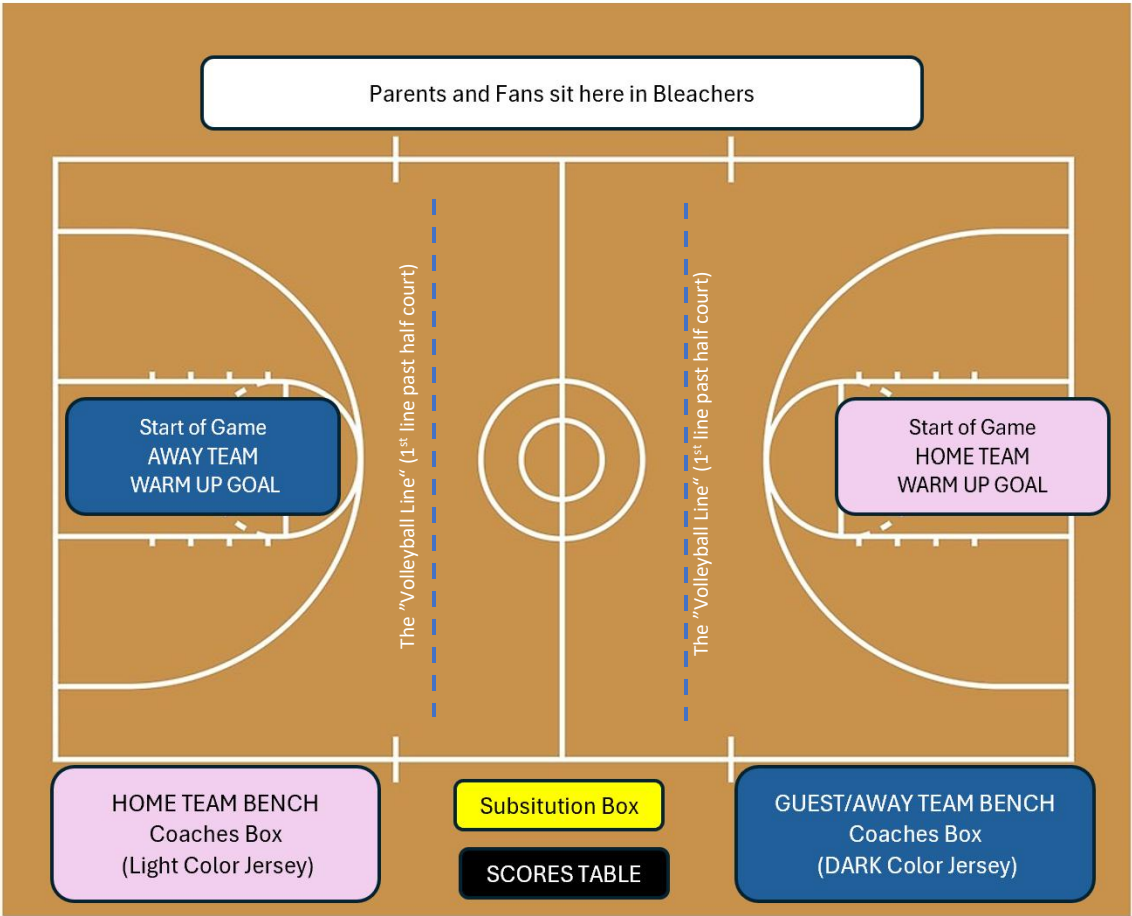 Parents and Fans sit here in Bleachers
The "Volleyball Line" (1st line past half court)
The "Volleyball Line" (1st line past half court)
Start of Game
AWAY TEAM
WARM UP GOAL
Start of Game
HOME TEAM
WARM UP GOAL
HOME TEAM BENCH
Coaches Box
(Light Color Jersey)
Subsitution Box
SCORES TABLE
GUEST/AWAY TEAM BENCH
Coaches Box
(DARK Color Jersey)